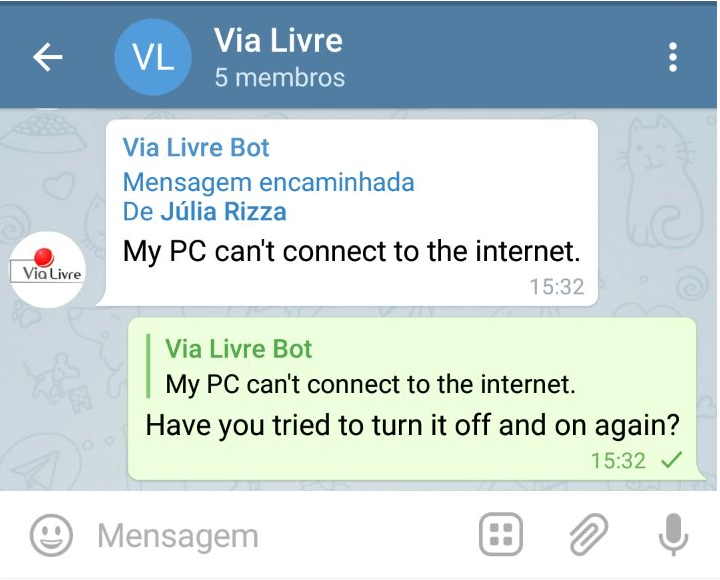 VL
Via Livre
5 membros
Via Livre Bot
Mensagem encaminhada
De Júlia Rizza
My PC can't connect to the internet.
15:32
Via Livre
Via Livre Bot
My PC can't connect to the internet.
Have you tried to turn it off and on again?
15:32
Mensagem